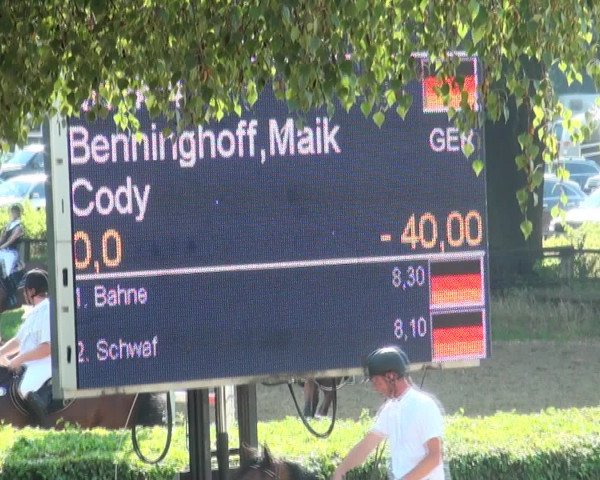 Benninghoff,Maik GER
Cody
0,0 - 40,00
1. Bahne 8,30
2. Schwaf 8,10